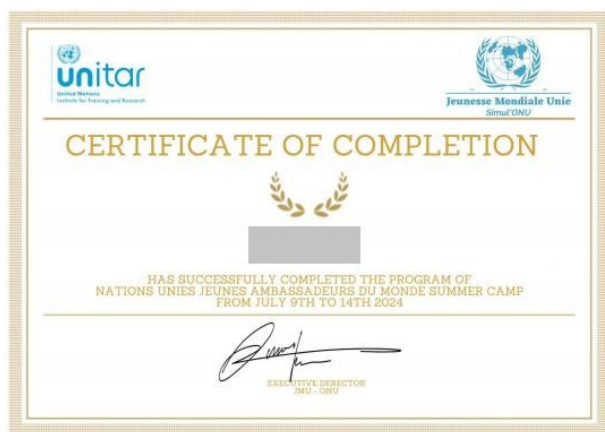 unitar
United Nations
Institute for Training and Research
Jeunesse Mondiale Unie
Simul'ONU
CERTIFICATE OF COMPLETION
HAS SUCCESSFULLY COMPLETED THE PROGRAM OF
NATIONS UNIES JEUNES AMBASSADEURS DU MONDE SUMMER CAMP
FROM JULY 9TH TO 14TH 2024
EXECUTIVE DERECTOR
JMU - ONU